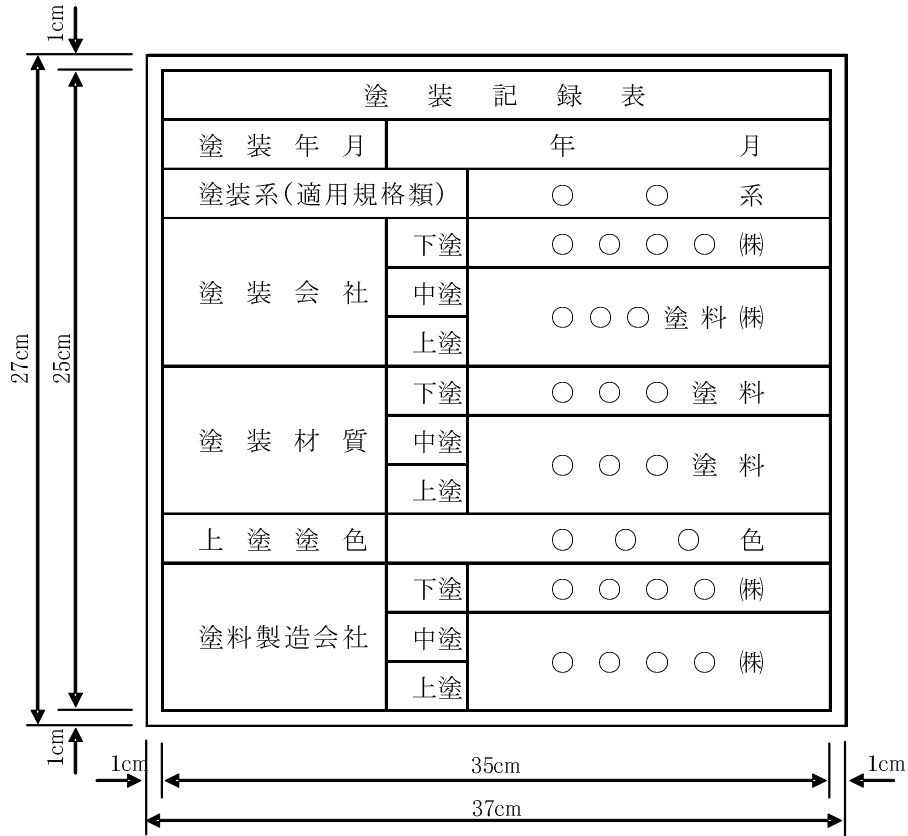 1cm
27cm
25cm
塗装記録表
塗装年月 年 月
塗装系(適用規格類) ○ ○ 系
塗装会社 下塗 ○○○○㈱
中塗
○○○塗料㈱
上塗
塗装材質 下塗 ○○○塗料
中塗
○○○塗料
上塗
上塗塗色 ○○○色
塗料製造会社 下塗 ○○○○㈱
中塗
○○○○㈱
上塗
1cm
1cm 35cm 1cm
37cm